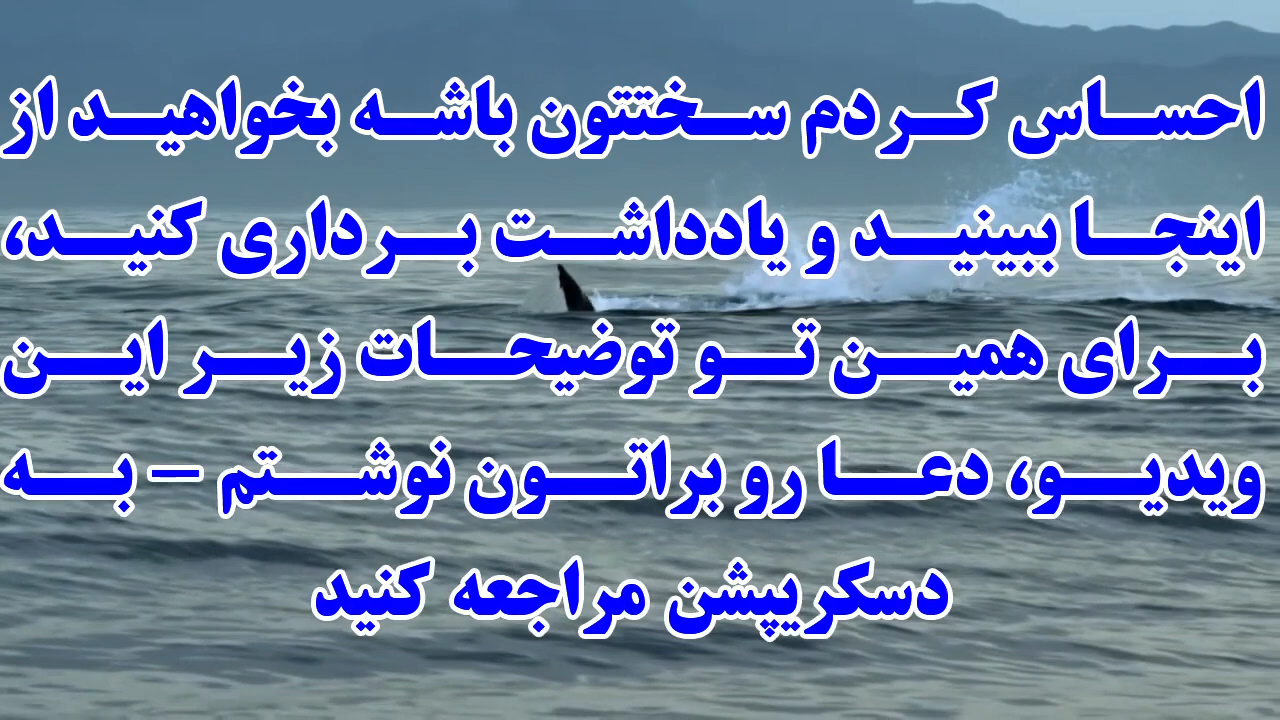 احساس کردم سختتون باشه بخواهید از
اینجا ببینید و یادداشت برداری کنید،
برای همین تو توضیحات زیر این
ویدیو، دعا رو براتون نوشتم – به
دسکریپشن مراجعه کنید